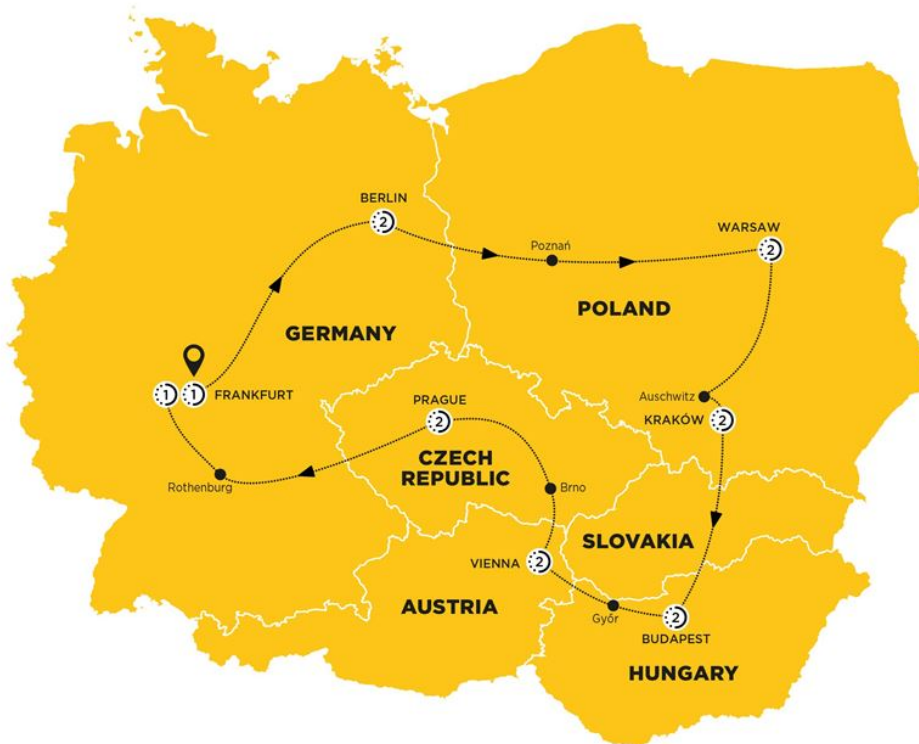 BERLIN
2
Poznań
WARSAW
2
POLAND
GERMANY
1
1
FRANKFURT
Auschwitz
KRAKÓW
2
PRAGUE
2
CZECH
REPUBLIC
Rothenburg
Brno
SLOVAKIA
VIENNA
2
AUSTRIA
Győr
2
BUDAPEST
HUNGARY